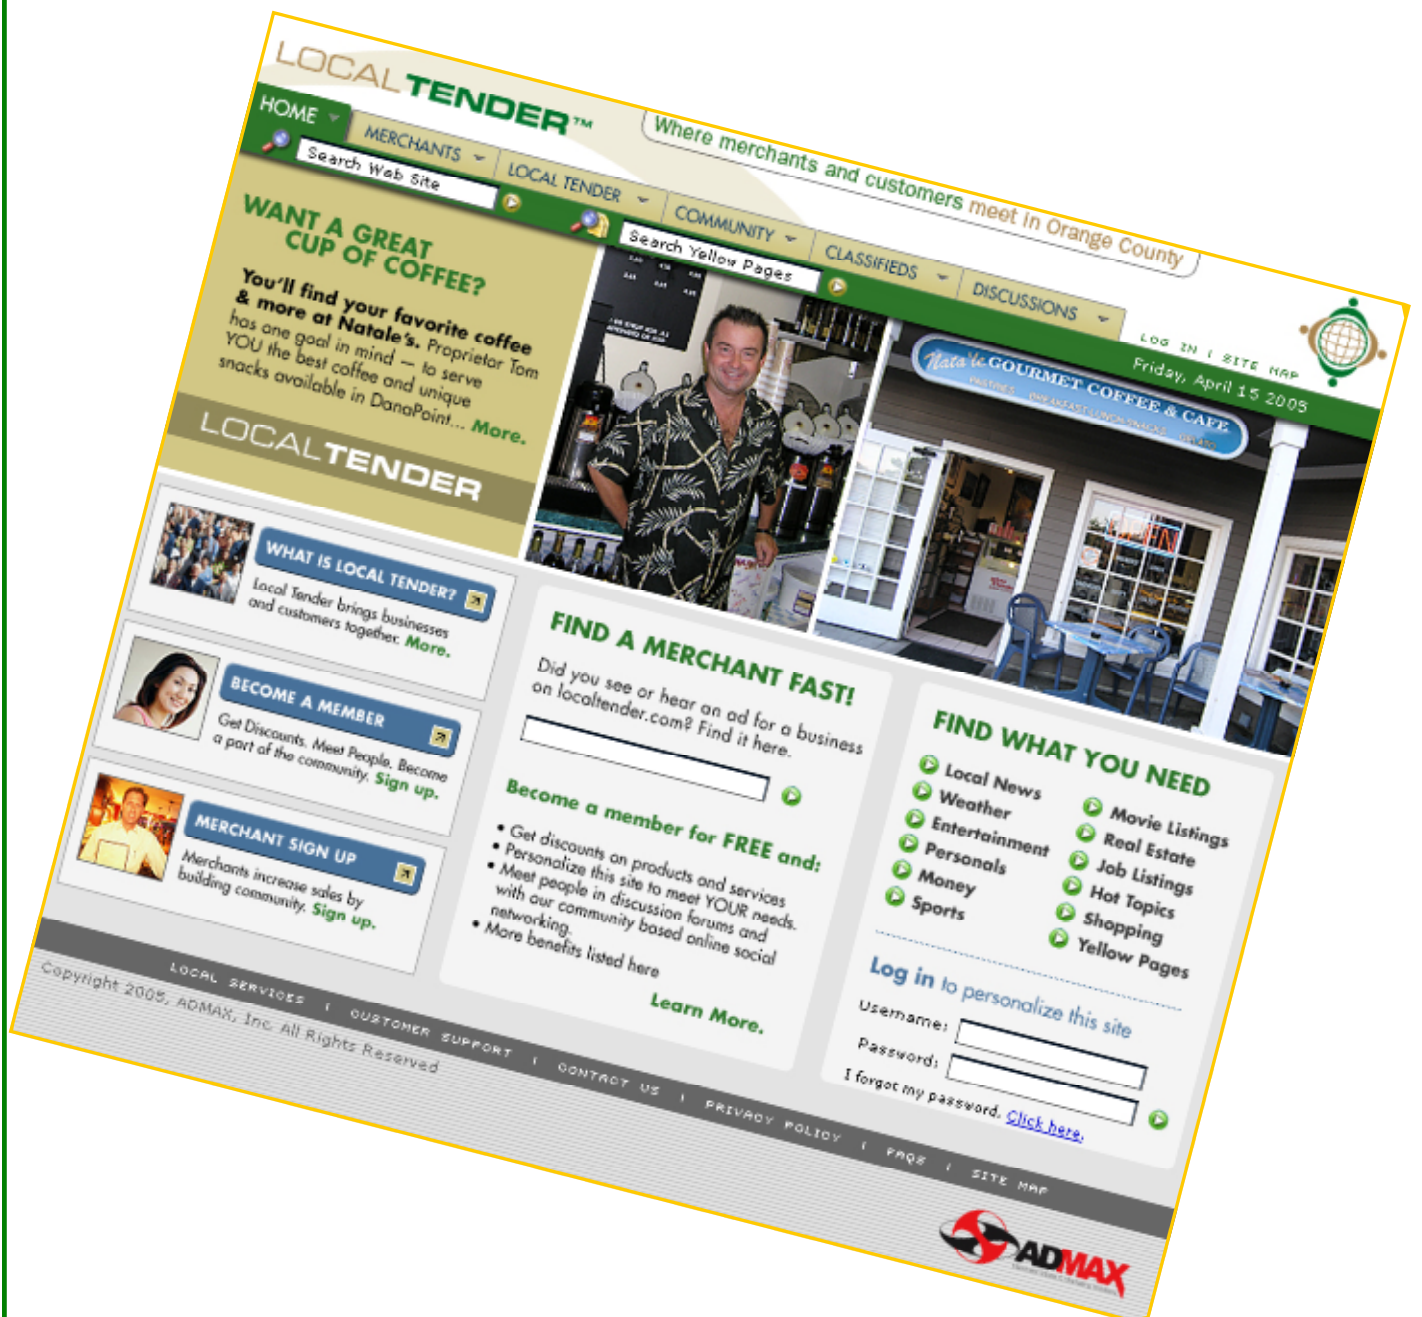 LOCALTENDER™
Where merchants and customers meet in Orange County
HOME
MERCHANTS
LOCAL TENDER
COMMUNITY
CLASSIFIEDS
DISCUSSIONS
LOG IN | SITE MAP
Search Web Site
Search Yellow Pages
Friday, April 15 2005
WANT A GREAT
CUP OF COFFEE?
You'll find your favorite coffee
& more at Natale's. Proprietor Tom
has one goal in mind — to serve
YOU the best coffee and unique
snacks available in DanaPoint... More.
LOCALTENDER
Natale GOURMET COFFEE & CAFE
PASTRIES BREAKFAST-LUNCH-SNACKS GELATO
OPEN
WHAT IS LOCAL TENDER?
Local Tender brings businesses
and customers together. More.
BECOME A MEMBER
Get Discounts. Meet People. Become
a part of the community. Sign up.
MERCHANT SIGN UP
Merchants increase sales by
building community. Sign up.
FIND A MERCHANT FAST!
Did you see or hear an ad for a business
on localtender.com? Find it here.
Become a member for FREE and:
• Get discounts on products and services
• Personalize this site to meet YOUR needs.
• Meet people in discussion forums and
with our community based online social
networking.
• More benefits listed here
Learn More.
FIND WHAT YOU NEED
Local News
Weather
Entertainment
Personals
Money
Sports
Movie Listings
Real Estate
Job Listings
Hot Topics
Shopping
Yellow Pages
Log in to personalize this site
Username:
Password:
I forgot my password. Click here.
LOCAL SERVICES | CUSTOMER SUPPORT | CONTACT US | PRIVACY POLICY | FAQS | SITE MAP
Copyright 2005, ADMAX, Inc. All Rights Reserved
ADMAX